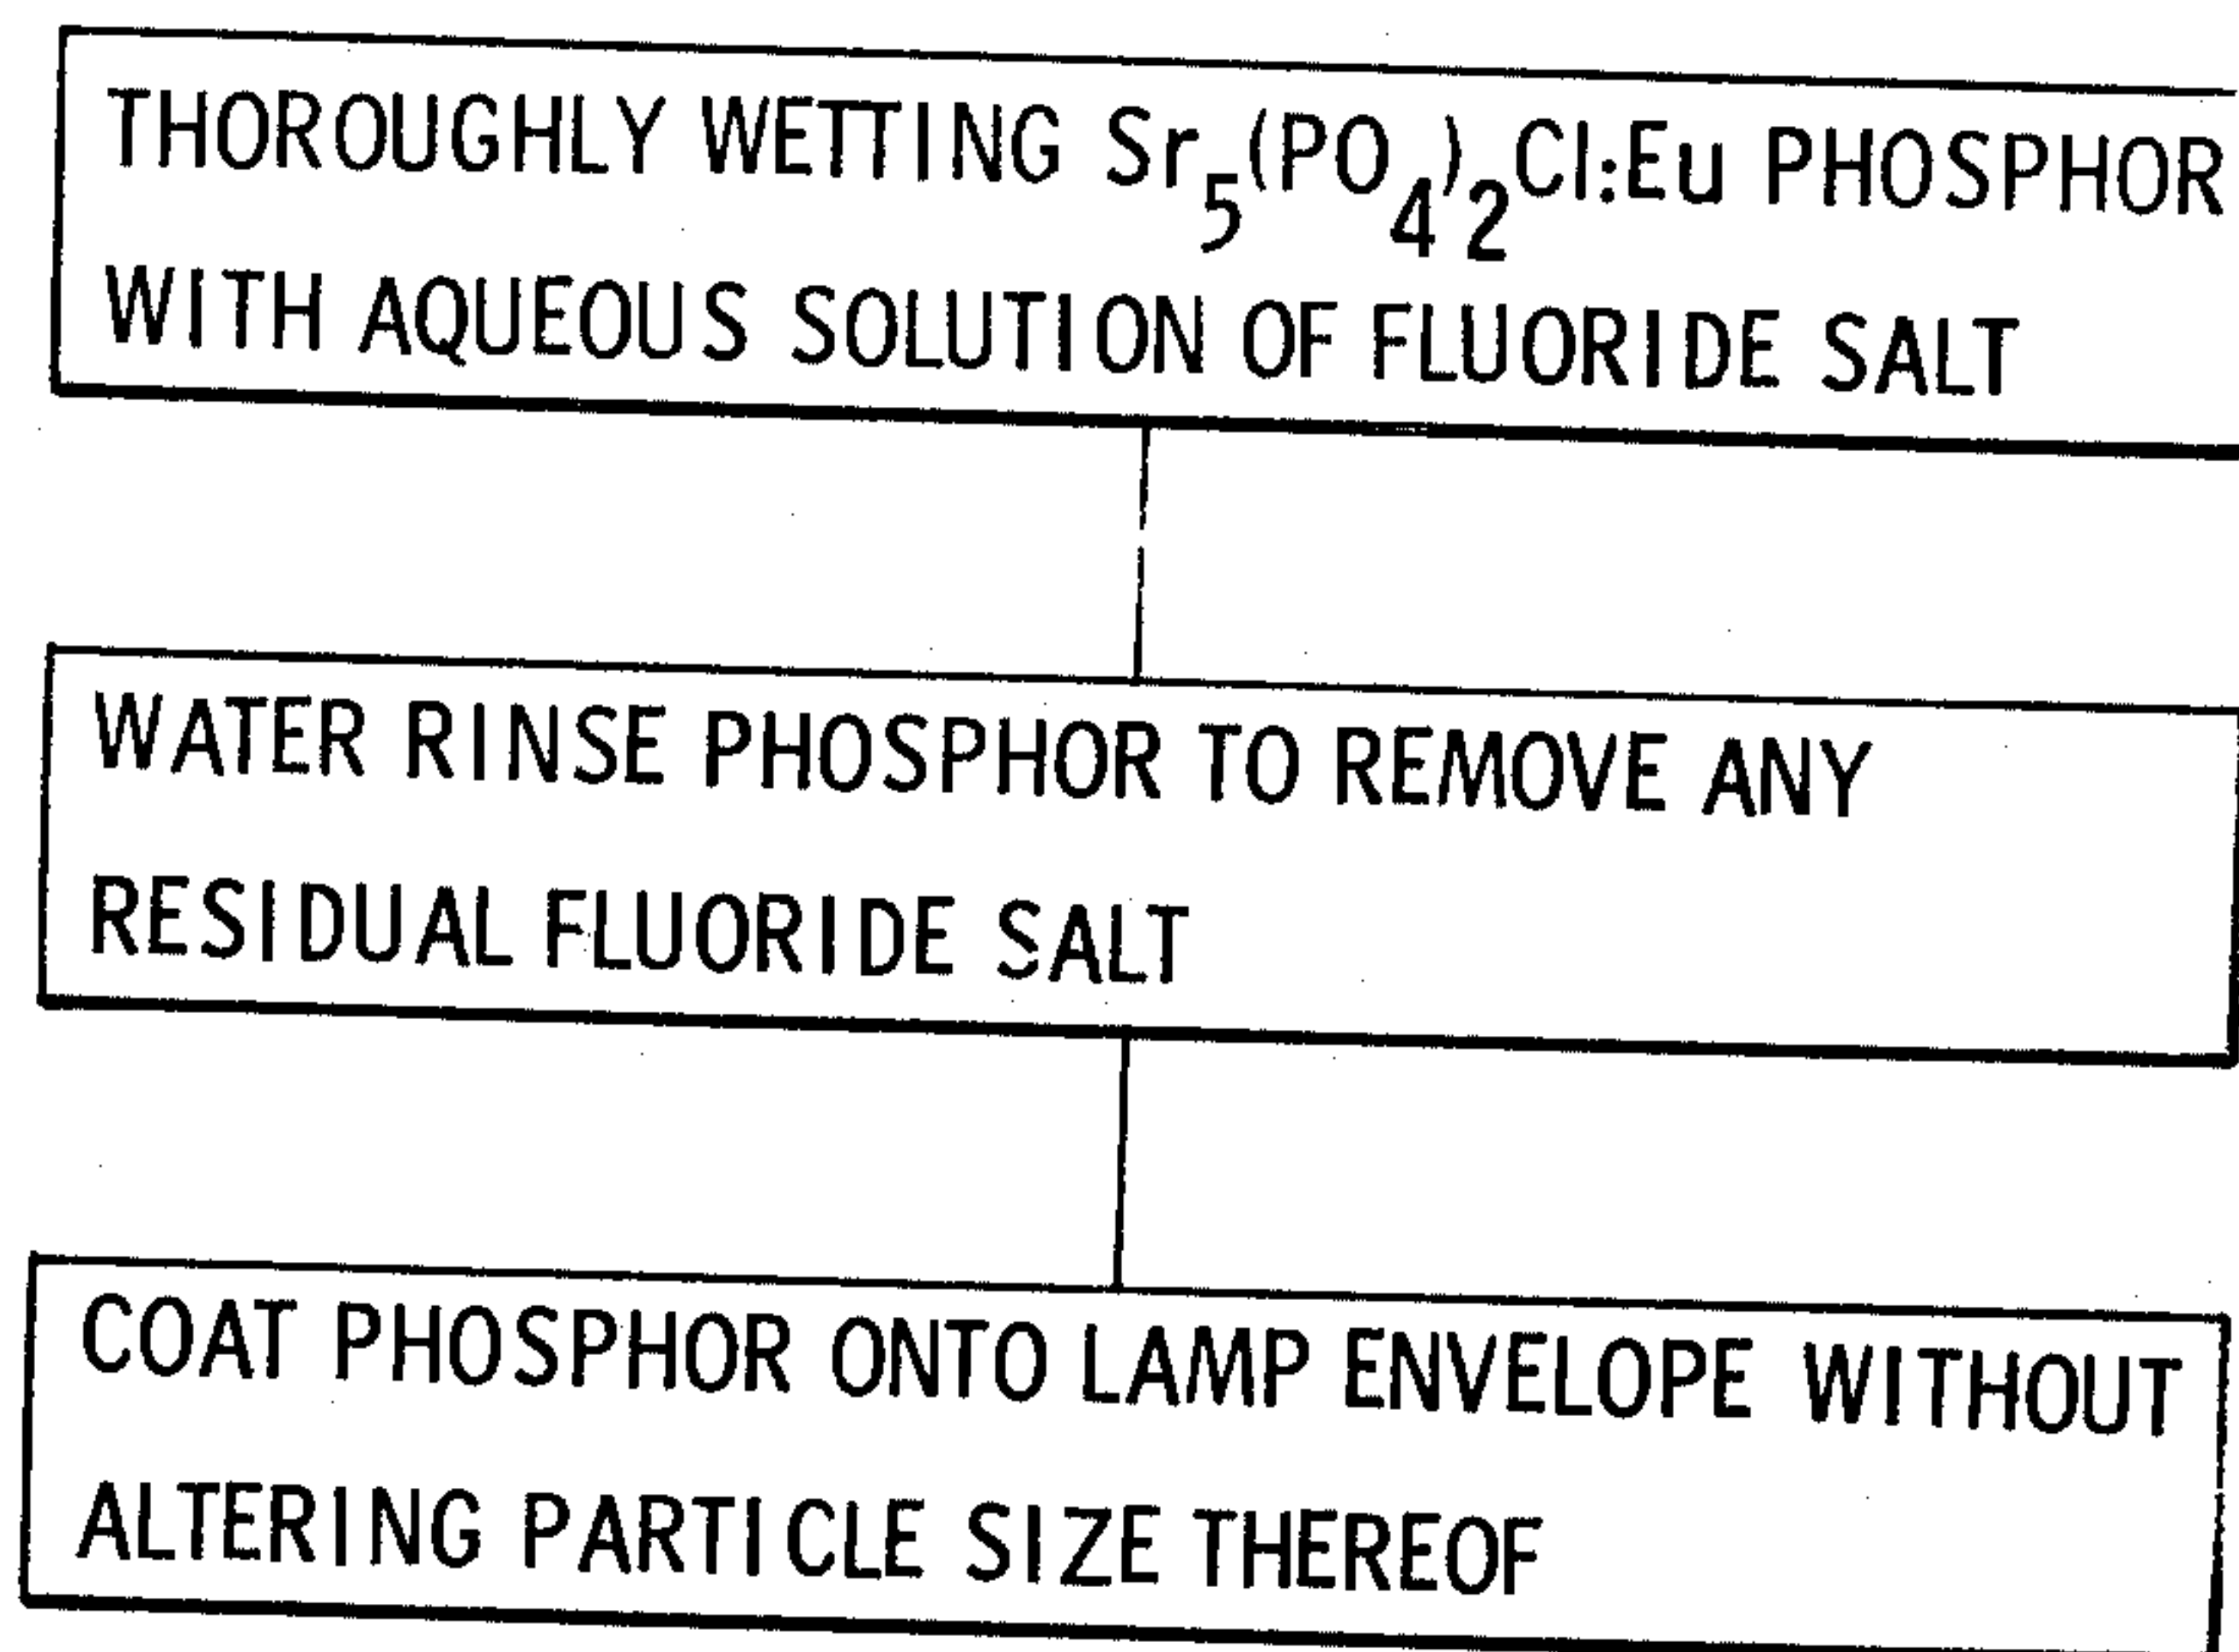 THOROUGHLY WETTING Sr5(PO4)2Cl:Eu PHOSPHOR
WITH AQUEOUS SOLUTION OF FLUORIDE SALT
WATER RINSE PHOSPHOR TO REMOVE ANY
RESIDUAL FLUORIDE SALT
COAT PHOSPHOR ONTO LAMP ENVELOPE WITHOUT
ALTERING PARTICLE SIZE THEREOF